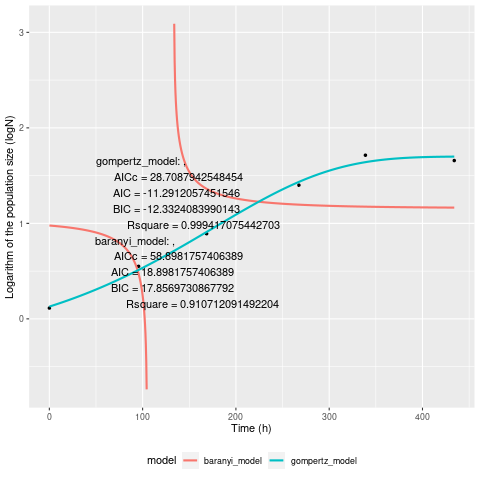 3
2
1
0
Logarithm of the population size (logN)
gompertz_model: ,
AICc = 28.7087942548454
AIC = -11.2912057451546
BIC = -12.3324083990143
Rsquare = 0.999417075442703
baranyi_model: ,
AICc = 58.8981757406389
AIC = 18.8981757406389
BIC = 17.8569730867792
Rsquare = 0.910712091492204
0 100 200 300 400
Time (h)
model baranyi_model gompertz_model